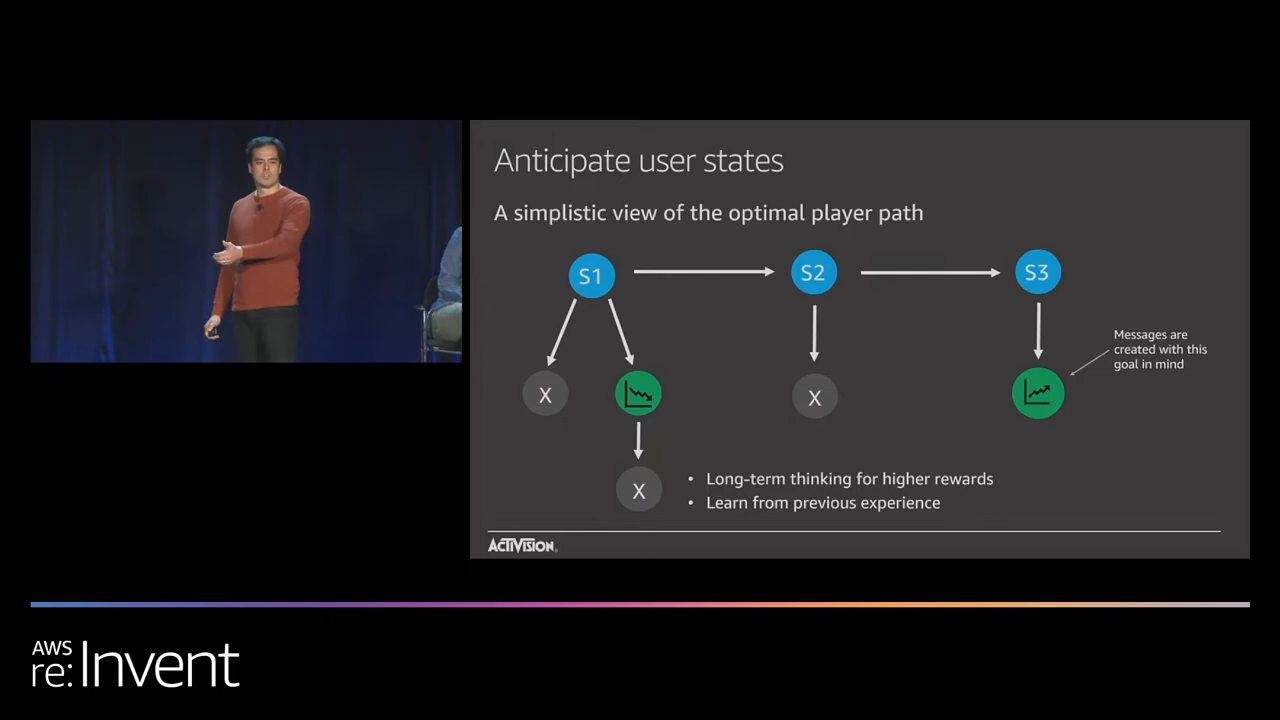 Anticipate user states
A simplistic view of the optimal player path
S1
S2
S3
Messages are
created with this
goal in mind
X
X
X
• Long-term thinking for higher rewards
• Learn from previous experience
ACTIVISION.
AWS
re:Invent